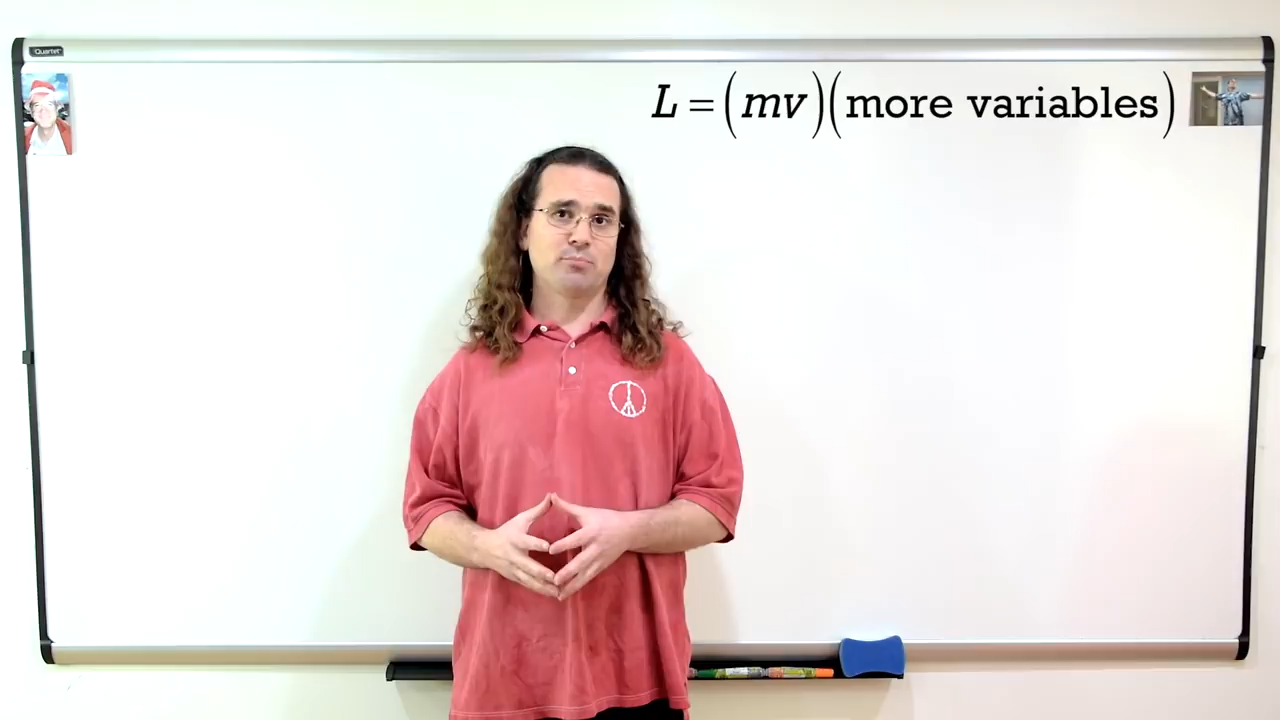 Quartet
L = (mv)(more variables)